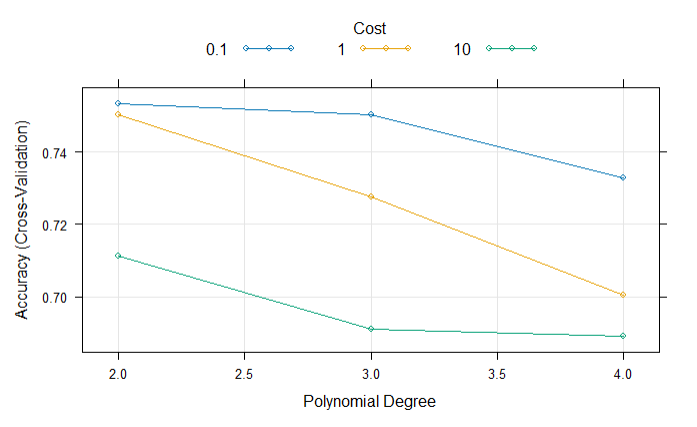 Cost
0.1 1 10
Accuracy (Cross-Validation)
0.74
0.72
0.70
2.0 2.5 3.0 3.5 4.0
Polynomial Degree